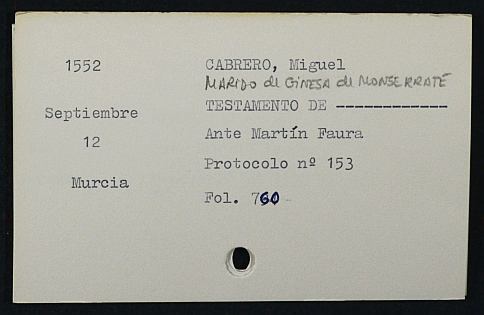 1552
CABRERO, Miguel
MARIDO de GINESA de MONSERRATE
Septiembre
TESTAMENTO DE ------------
12
Ante Martín Faura
Protocolo nº 153
Murcia
Fol. 760